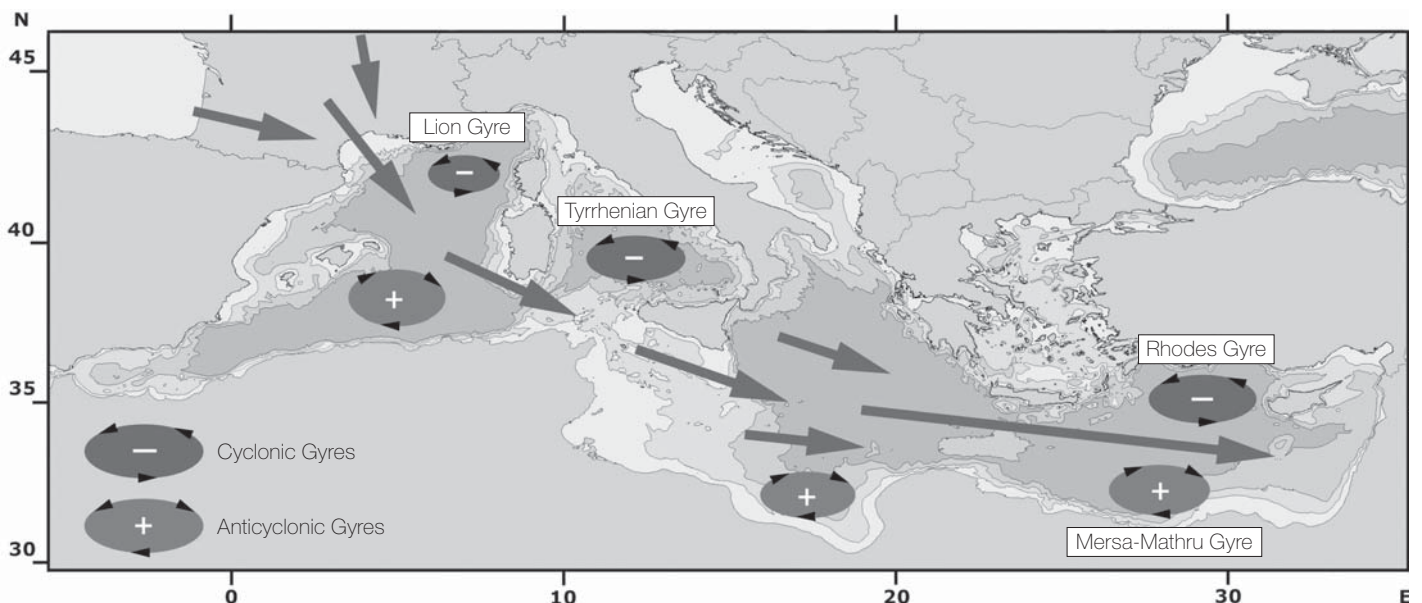 N
45
Lion Gyre
Tyrrhenian Gyre
40
−
−
+
Rhodes Gyre
35
−
− Cyclonic Gyres
+
+
+ Anticyclonic Gyres
Mersa-Mathru Gyre
30
0 10 20 30 E